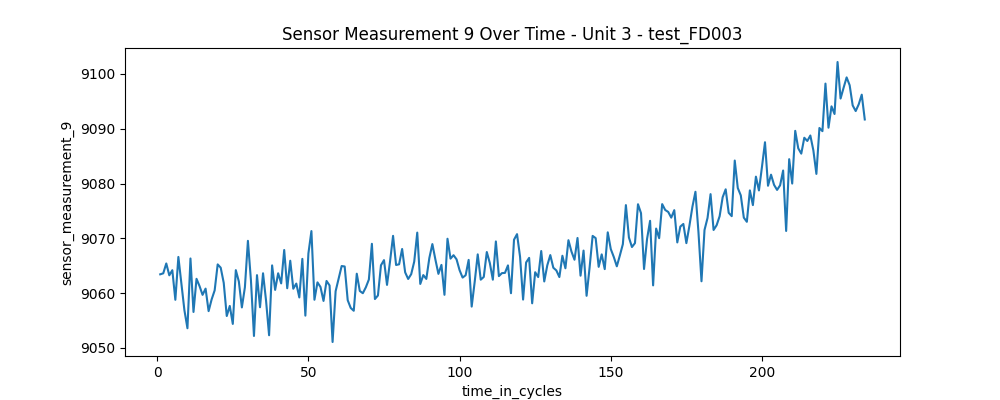 Sensor Measurement 9 Over Time - Unit 3 - test_FD003
9100
9090
9080
9070
9060
9050
sensor_measurement_9
0 50 100 150 200
time_in_cycles